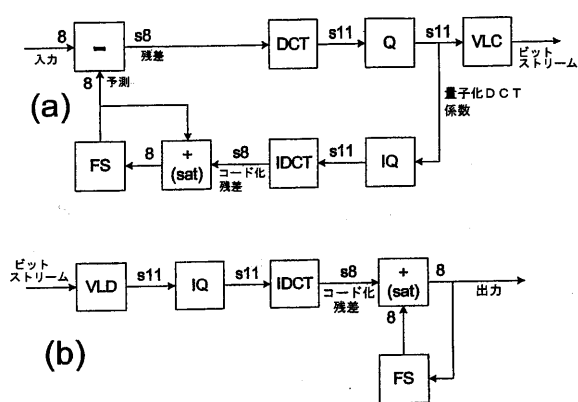 8
s8
s11
s11
入力
−
残差
DCT
Q
VLC
ビット
ストリーム
8
予測
(a)
量子化DCT
係数
FS
8
+
(sat)
s8
コード化
残差
IDCT
s11
IQ
ビット
ストリーム
VLD
s11
IQ
s11
IDCT
s8
コード化
残差
+
(sat)
8
出力
8
(b)
FS